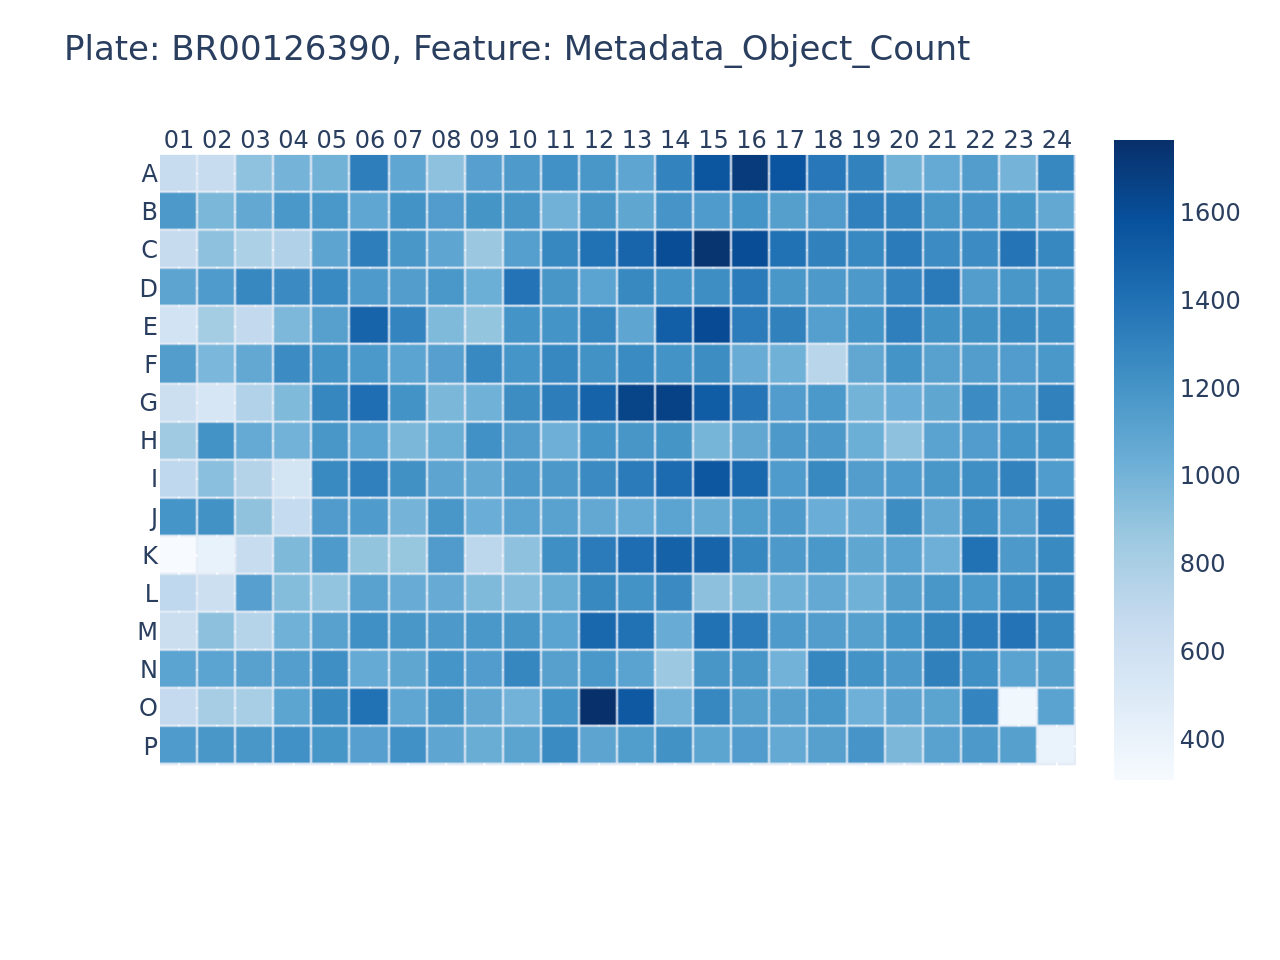 Plate: BR00126390, Feature: Metadata_Object_Count
01 02 03 04 05 06 07 08 09 10 11 12 13 14 15 16 17 18 19 20 21 22 23 24
A
B
C
D
E
F
G
H
I
J
K
L
M
N
O
P
1600
1400
1200
1000
800
600
400